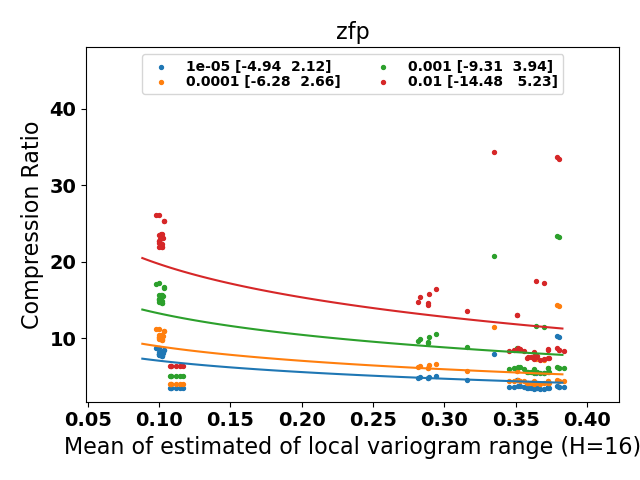 zfp
1e-05 [-4.94  2.12]
0.0001 [-6.28  2.66]
0.001 [-9.31  3.94]
0.01 [-14.48   5.23]
Compression Ratio
40
30
20
10
0.05 0.10 0.15 0.20 0.25 0.30 0.35 0.40
Mean of estimated of local variogram range (H=16)